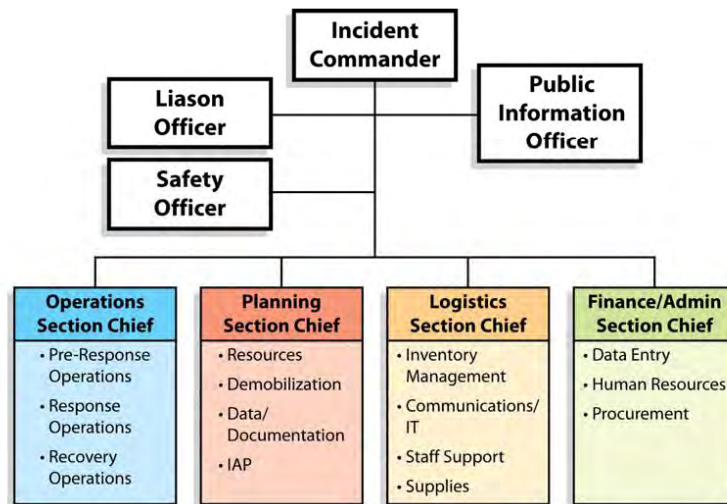 Incident
Commander
Liason
Officer
Public
Information
Officer
Safety
Officer
Operations
Section Chief
• Pre-Response
Operations
• Response
Operations
• Recovery
Operations
Planning
Section Chief
• Resources
• Demobilization
• Data/
Documentation
• IAP
Logistics
Section Chief
• Inventory
Management
• Communications/
IT
• Staff Support
• Supplies
Finance/Admin
Section Chief
• Data Entry
• Human Resources
• Procurement